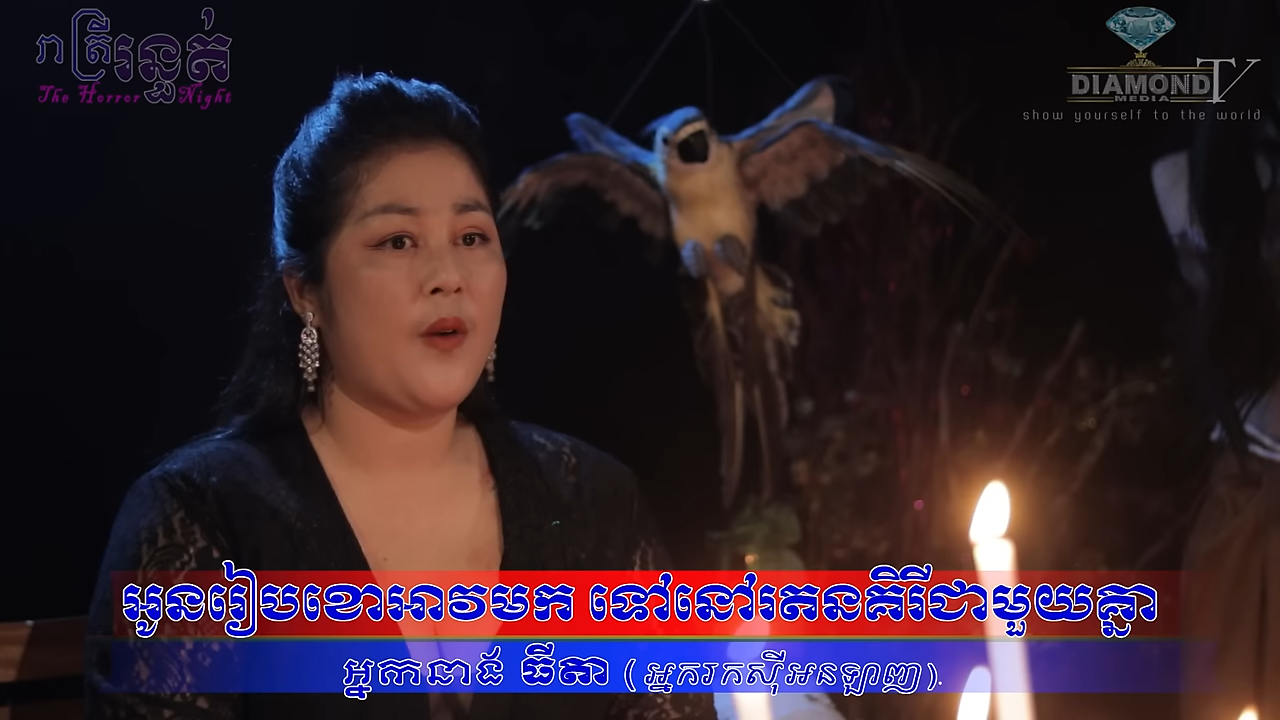 រាត្រីរន្ធត់
The Horror Night
DIAMOND TV
MEDIA
show yourself to the world
អូនរៀបខោអាវមក ទៅនៅរតនគិរីជាមួយគ្នា
អ្នកនាង ធីតា (អ្នករកស៊ីអនឡាញ).